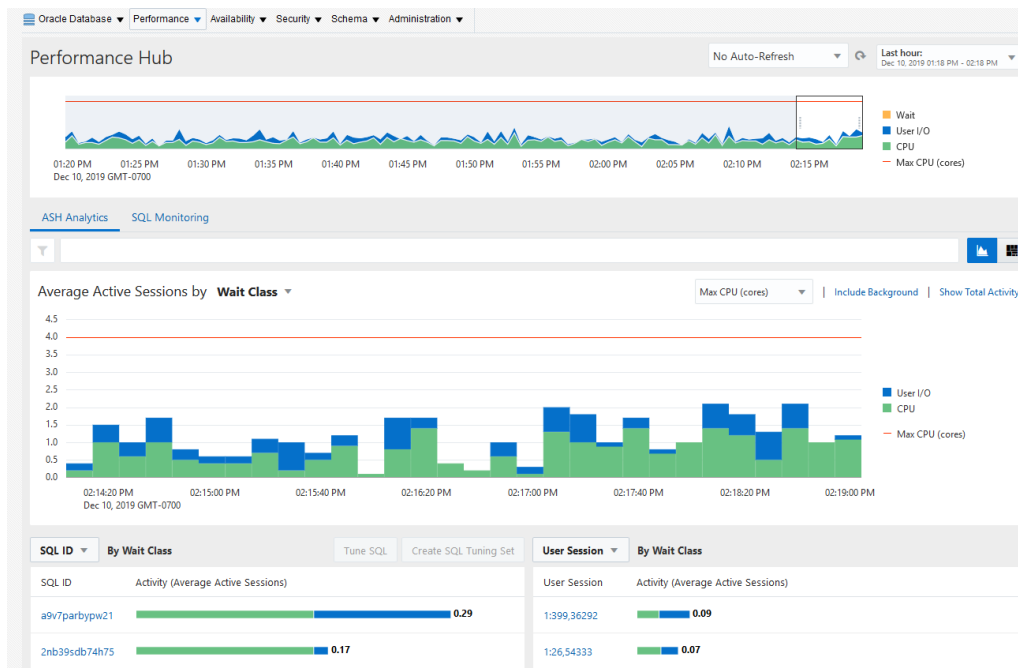 Oracle Database Performance Availability Security Schema Administration
Performance Hub
No Auto-Refresh
Last hour:
Dec 10, 2019 01:18 PM - 02:18 PM
Wait
User I/O
CPU
Max CPU (cores)
01:20 PM 01:25 PM 01:30 PM 01:35 PM 01:40 PM 01:45 PM 01:50 PM 01:55 PM 02:00 PM 02:05 PM 02:10 PM 02:15 PM
Dec 10, 2019 GMT-0700
ASH Analytics SQL Monitoring
Average Active Sessions by Wait Class
Max CPU (cores) | Include Background | Show Total Activity
4.5
4.0
3.5
3.0
2.5
2.0
1.5
1.0
0.5
0.0
User I/O
CPU
Max CPU (cores)
02:14:20 PM 02:15:00 PM 02:15:40 PM 02:16:20 PM 02:17:00 PM 02:17:40 PM 02:18:20 PM 02:19:00 PM
Dec 10, 2019 GMT-0700
SQL ID By Wait Class Tune SQL Create SQL Tuning Set
SQL ID Activity (Average Active Sessions)
a9v7parbypw21 0.29
2nb39sdb74h75 0.17
User Session By Wait Class
User Session Activity (Average Active Sessions)
1:399,36292 0.09
1:26,54333 0.07